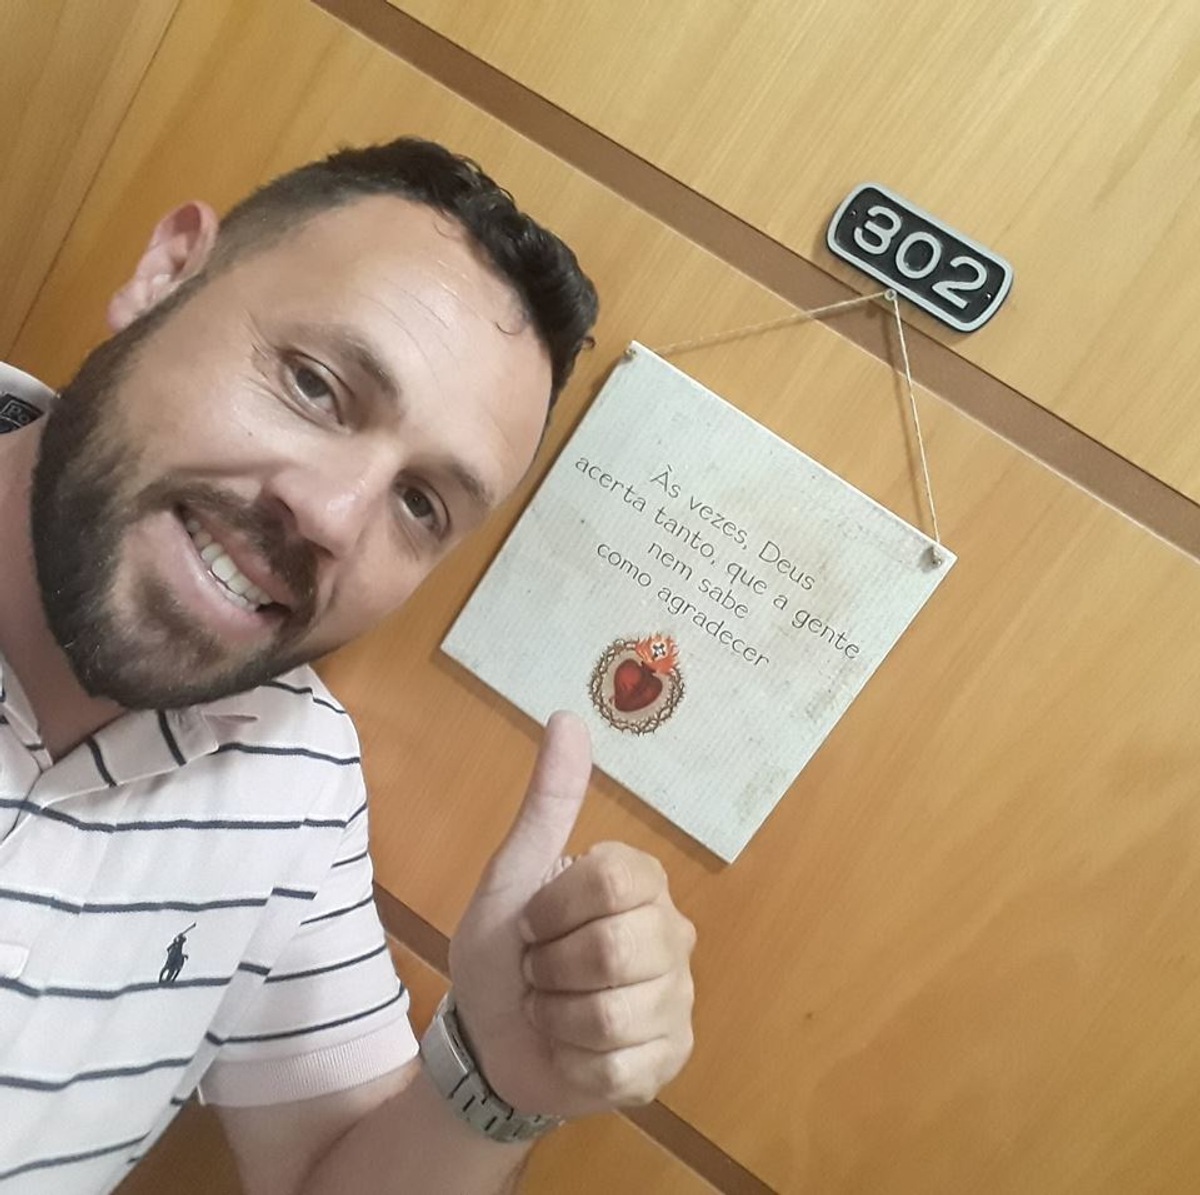 302
Às vezes, Deus
acerta tanto, que a gente
nem sabe
como agradecer